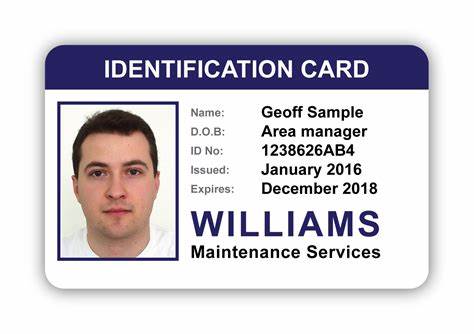 IDENTIFICATION CARD
Name: Geoff Sample
D.O.B: Area manager
ID No: 1238626AB4
Issued: January 2016
Expires: December 2018
WILLIAMS
Maintenance Services